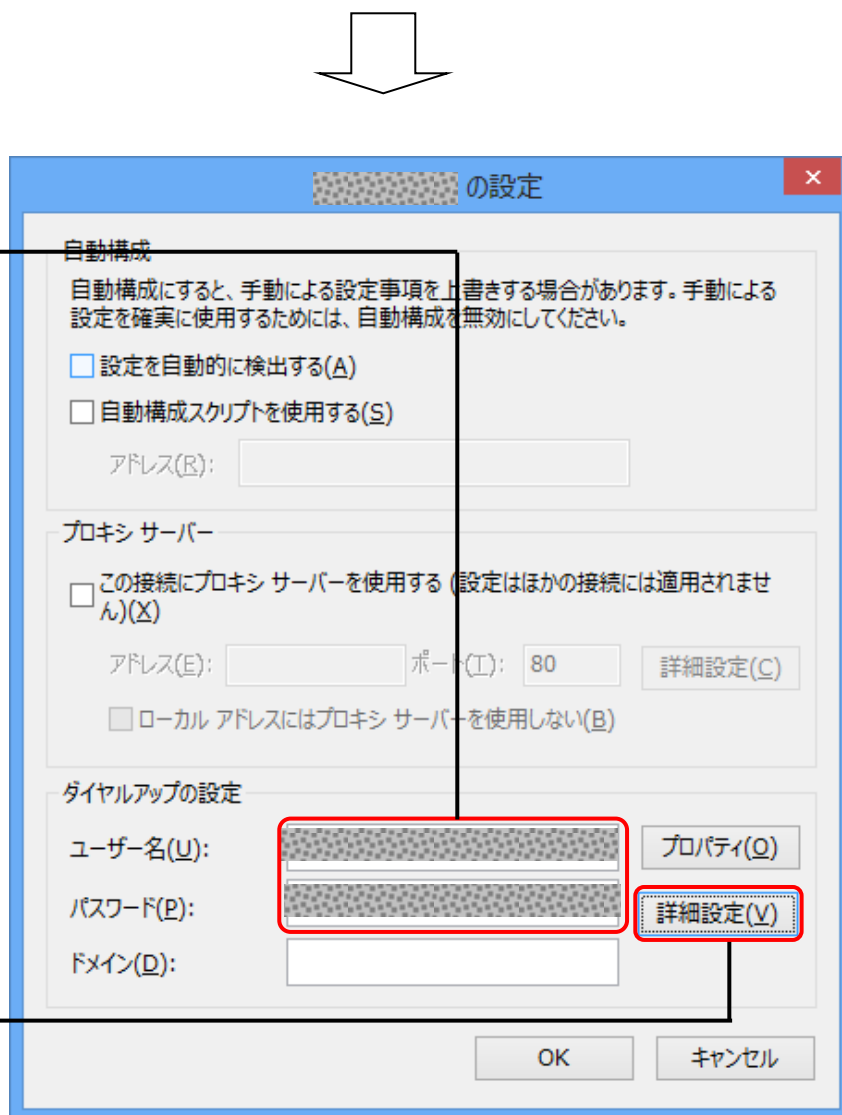 の設定
自動構成
自動構成にすると、手動による設定事項を上書きする場合があります。手動による
設定を確実に使用するためには、自動構成を無効にしてください。
設定を自動的に検出する(A)
自動構成スクリプトを使用する(S)
アドレス(R):
プロキシ サーバー
この接続にプロキシ サーバーを使用する (設定はほかの接続には適用されませ
ん)(X)
アドレス(E): ポート(T): 80 詳細設定(C)
ローカル アドレスにはプロキシ サーバーを使用しない(B)
ダイヤルアップの設定
ユーザー名(U): プロパティ(O)
パスワード(P): 詳細設定(V)
ドメイン(D):
OK キャンセル